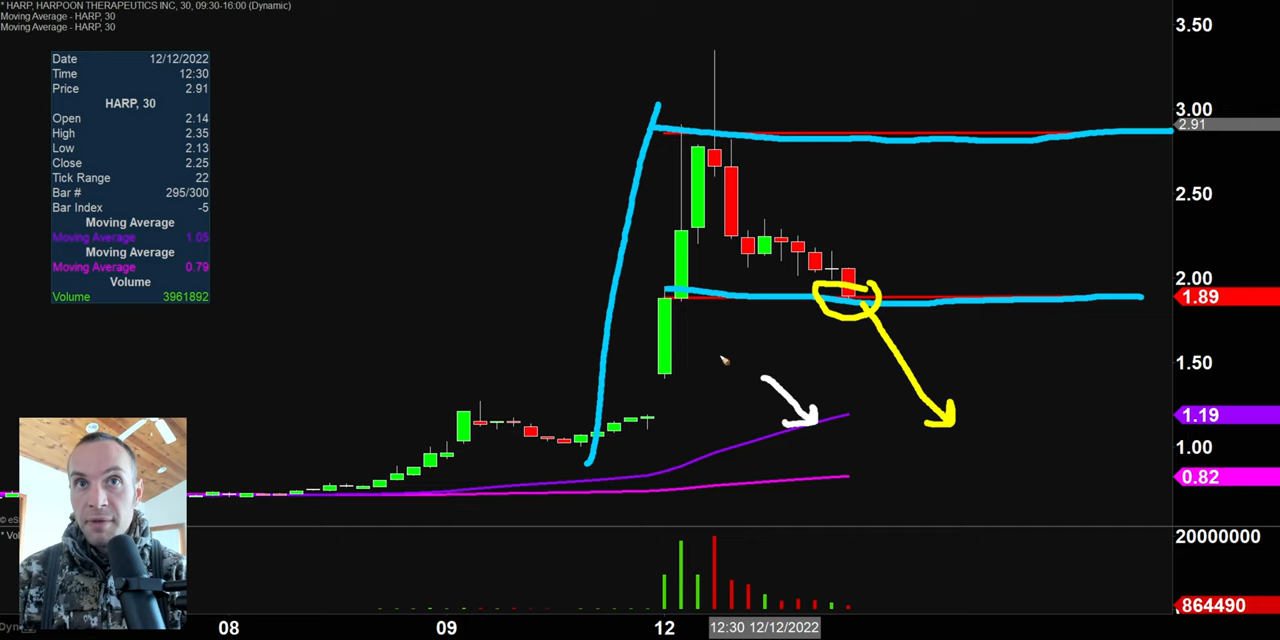 * HARP, HARPOON THERAPEUTICS INC, 30, 09:30-16:00 (Dynamic)
Moving Average - HARP, 30
Moving Average - HARP, 30
Date 12/12/2022
Time 12:30
Price 2.91
HARP, 30
Open 2.14
High 2.35
Low 2.13
Close 2.25
Tick Range 22
Bar # 295/300
Bar Index -5
Moving Average
Moving Average 1.05
Moving Average
Moving Average 0.79
Volume
Volume 3961892
3.50
3.00
2.91
2.50
2.00
1.89
1.50
1.19
1.00
0.82
20000000
864490
08
09
12
12:30 12/12/2022